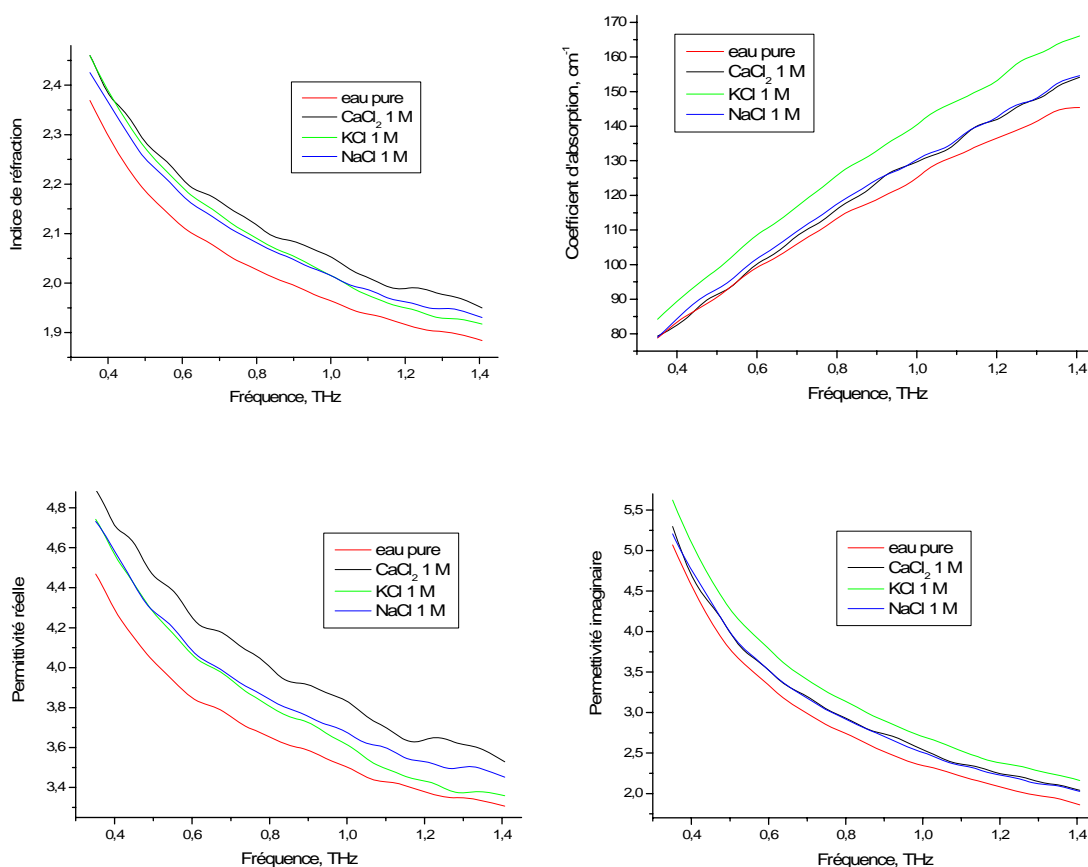 2,4
2,3
2,2
2,1
2,0
1,9
Indice de réfraction
eau pure
CaCl₂ 1 M
KCl 1 M
NaCl 1 M
0,4 0,6 0,8 1,0 1,2 1,4
Fréquence, THz
170
160
150
140
130
120
110
100
90
80
Coefficient d'absorption, cm⁻¹
eau pure
CaCl₂ 1 M
KCl 1 M
NaCl 1 M
0,4 0,6 0,8 1,0 1,2 1,4
Fréquence, THz
4,8
4,6
4,4
4,2
4,0
3,8
3,6
3,4
Permittivité réelle
eau pure
CaCl₂ 1 M
KCl 1 M
NaCl 1 M
0,4 0,6 0,8 1,0 1,2 1,4
Fréquence, THz
5,5
5,0
4,5
4,0
3,5
3,0
2,5
2,0
Permettivité imaginaire
eau pure
CaCl₂ 1 M
KCl 1 M
NaCl 1 M
0,4 0,6 0,8 1,0 1,2 1,4
Fréquence, THz